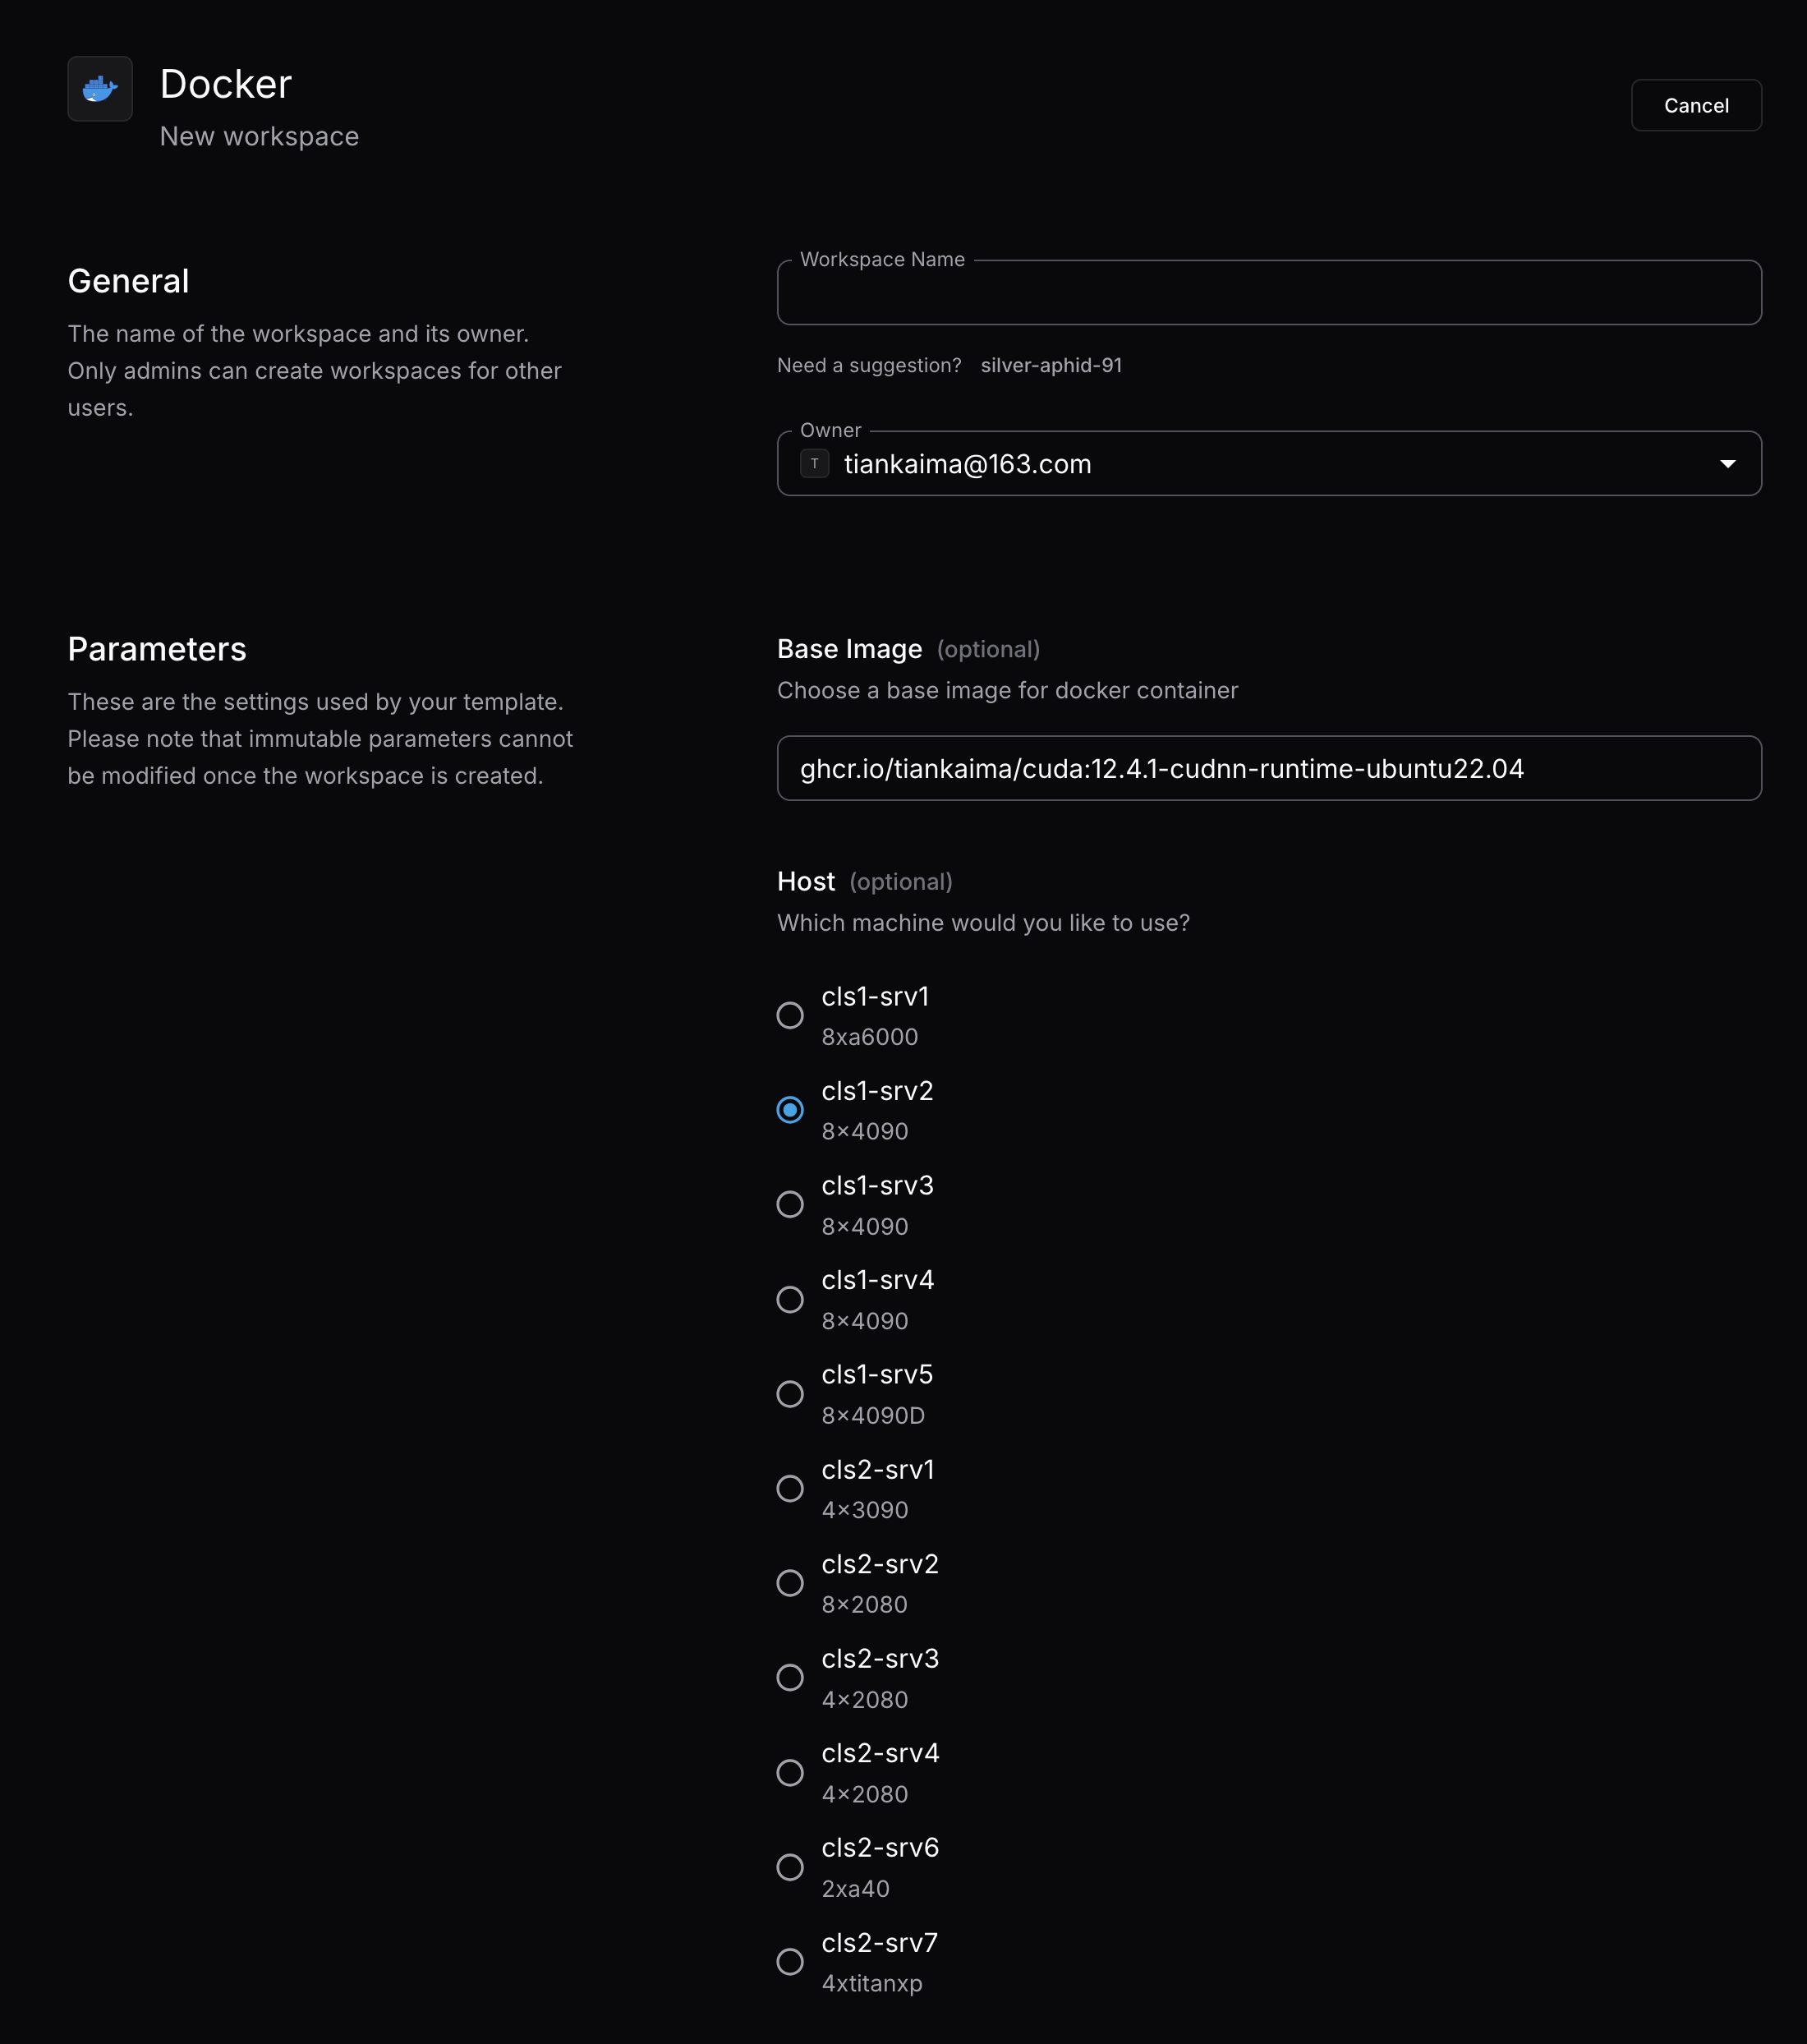 Docker
New workspace
Cancel
General
The name of the workspace and its owner.
Only admins can create workspaces for other
users.
Workspace Name
Need a suggestion? silver-aphid-91
Owner
T tiankaima@163.com
Parameters
These are the settings used by your template.
Please note that immutable parameters cannot
be modified once the workspace is created.
Base Image (optional)
Choose a base image for docker container
ghcr.io/tiankaima/cuda:12.4.1-cudnn-runtime-ubuntu22.04
Host (optional)
Which machine would you like to use?
cls1-srv1
8xa6000
cls1-srv2
8×4090
cls1-srv3
8×4090
cls1-srv4
8×4090
cls1-srv5
8×4090D
cls2-srv1
4×3090
cls2-srv2
8×2080
cls2-srv3
4×2080
cls2-srv4
4×2080
cls2-srv6
2xa40
cls2-srv7
4xtitanxp